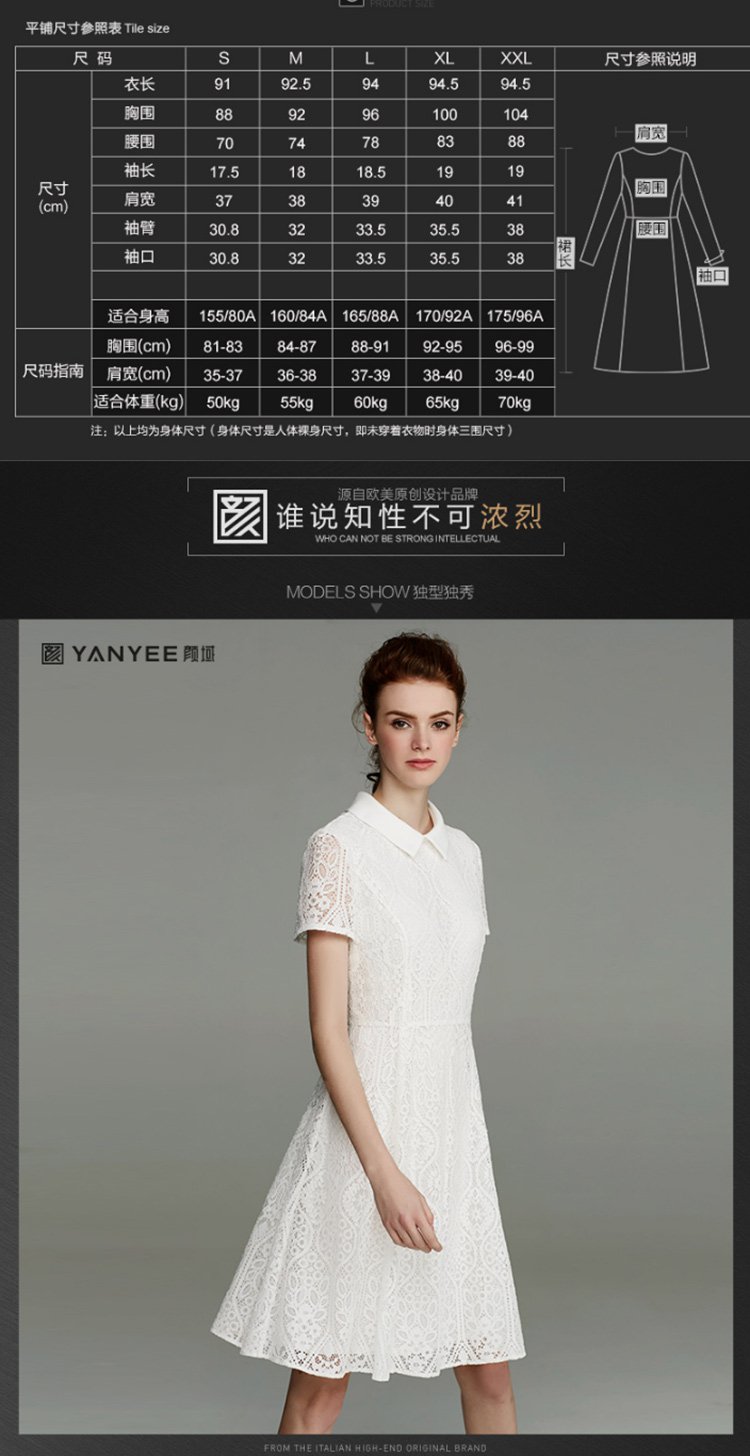 PRODUCT SIZE
平铺尺寸参照表 Tile size
尺 码 S M L XL XXL 尺寸参照说明
尺寸
(cm)
衣长 91 92.5 94 94.5 94.5
胸围 88 92 96 100 104
腰围 70 74 78 83 88
袖长 17.5 18 18.5 19 19
肩宽 37 38 39 40 41
袖臂 30.8 32 33.5 35.5 38
袖口 30.8 32 33.5 35.5 38
适合身高 155/80A 160/84A 165/88A 170/92A 175/96A
尺码指南
胸围(cm) 81-83 84-87 88-91 92-95 96-99
肩宽(cm) 35-37 36-38 37-39 38-40 39-40
适合体重(kg) 50kg 55kg 60kg 65kg 70kg
肩宽
胸围
腰围
裙长
袖口
注：以上均为身体尺寸（身体尺寸是人体裸身尺寸，即未穿着衣物时身体三围尺寸）
源自欧美原创设计品牌
谁说知性不可浓烈
WHO CAN NOT BE STRONG INTELLECTUAL
MODELS SHOW 独型独秀
YANYEE 颜域
FROM THE ITALIAN HIGH-END ORIGINAL BRAND